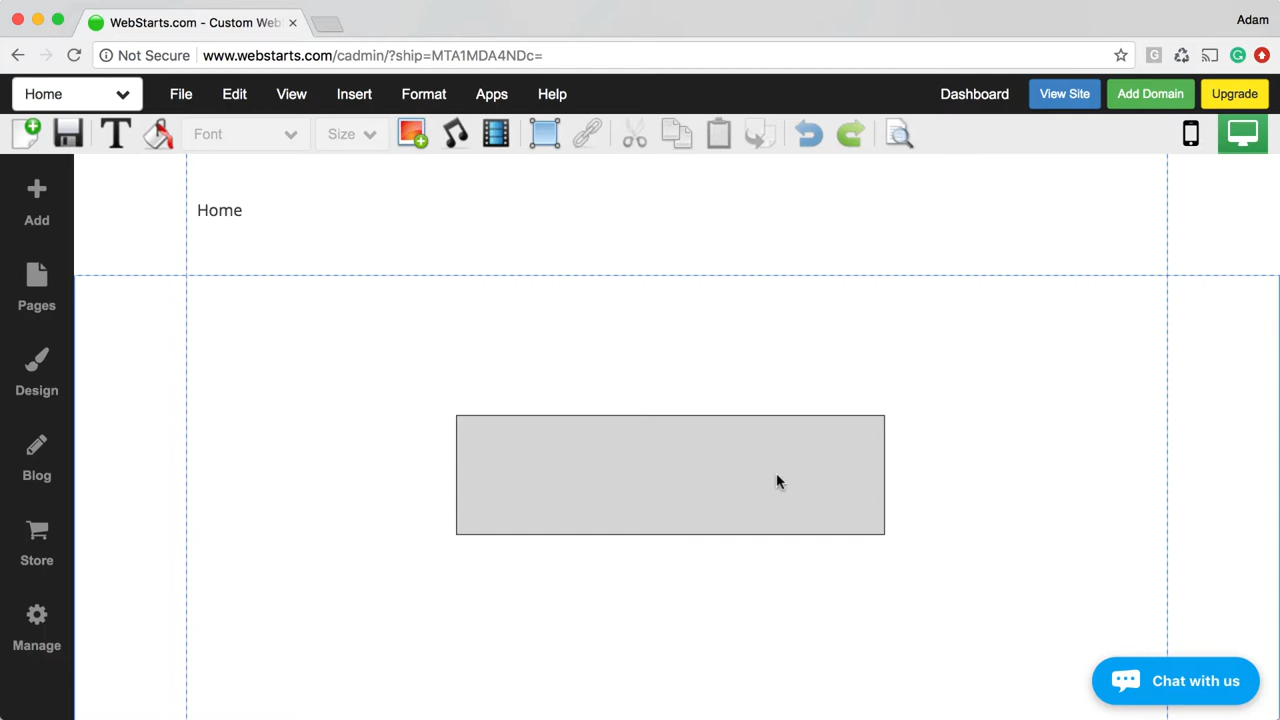 WebStarts.com - Custom Web
Adam
Not Secure
www.webstarts.com/cadmin/?ship=MTA1MDA4NDc=
G
G
Home
File
Edit
View
Insert
Format
Apps
Help
Dashboard
View Site
Add Domain
Upgrade
T
Font
Size
Add
Home
Pages
Design
Blog
Store
Manage
Chat with us